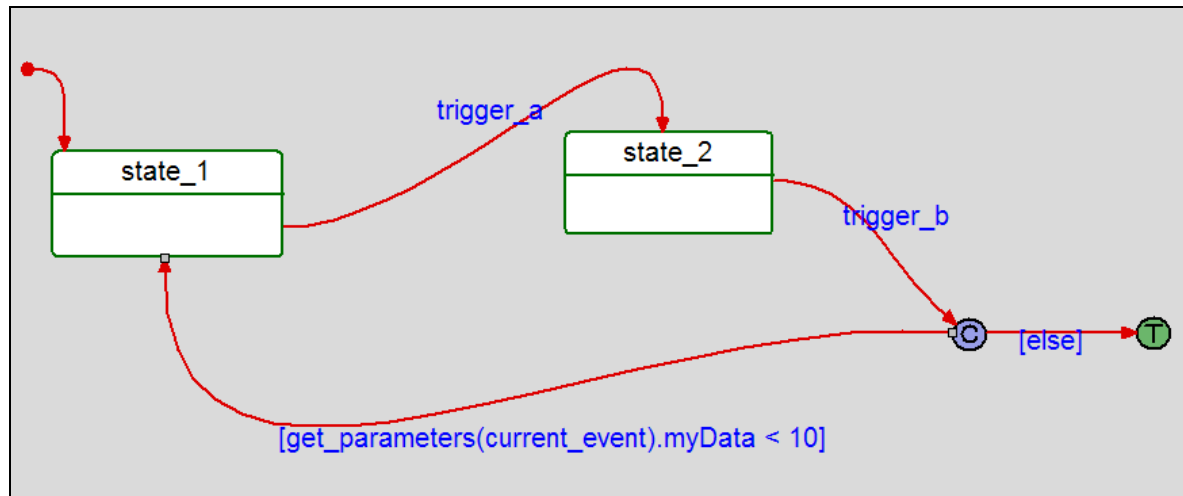 trigger_a
state_1
state_2
trigger_b
C
[else]
T
[get_parameters(current_event).myData < 10]